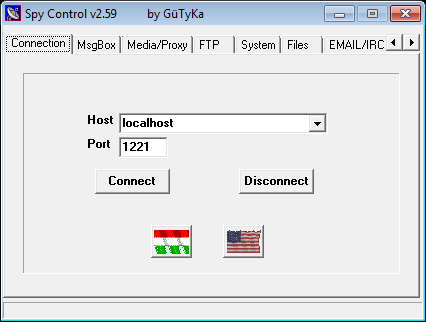 Spy Control v2.59 by GüTyKa
Connection MsgBox Media/Proxy FTP System Files EMAIL/IRC
Host localhost
Port 1221
Connect Disconnect